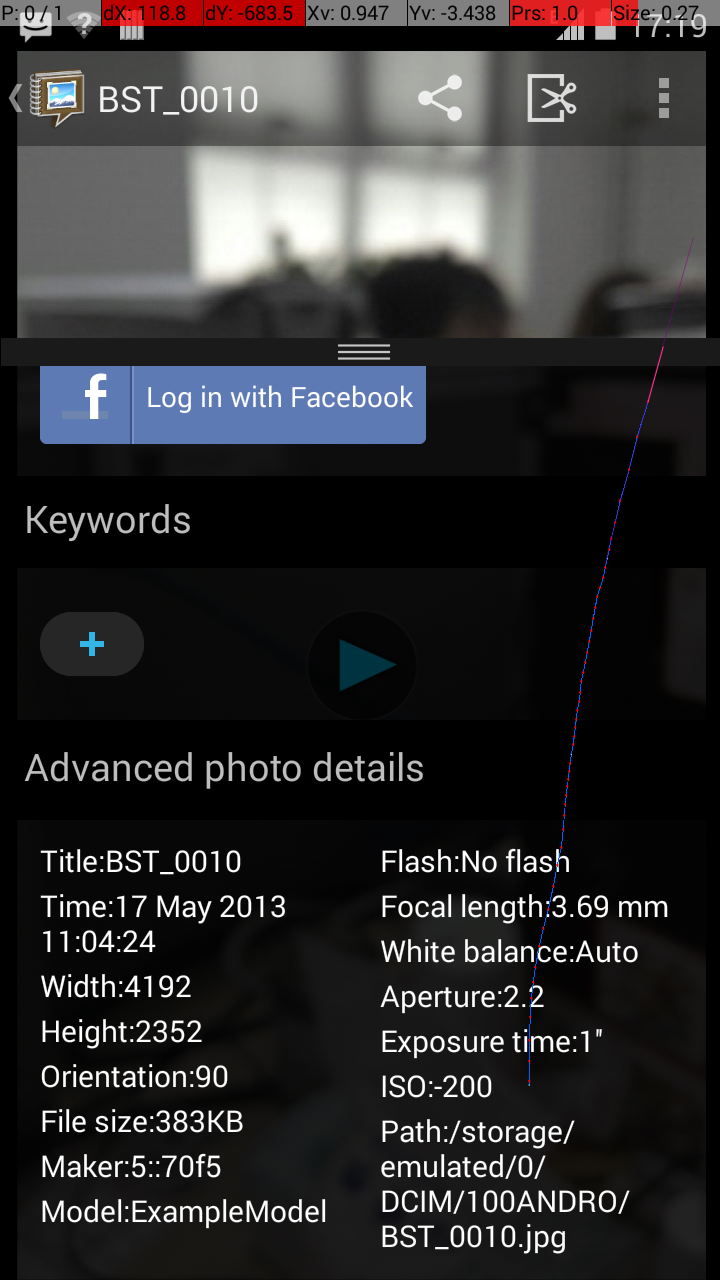 P: 0 / 1 dX: 118.8 dY: -683.5 Xv: 0.947 Yv: -3.438 Prs: 1.0 Size: 0.27
17:19
BST_0010
f Log in with Facebook
Keywords
+
Advanced photo details
Title:BST_0010
Time:17 May 2013
11:04:24
Width:4192
Height:2352
Orientation:90
File size:383KB
Maker:5::70f5
Model:ExampleModel
Flash:No flash
Focal length:3.69 mm
White balance:Auto
Aperture:2.2
Exposure time:1"
ISO:-200
Path:/storage/
emulated/0/
DCIM/100ANDRO/
BST_0010.jpg